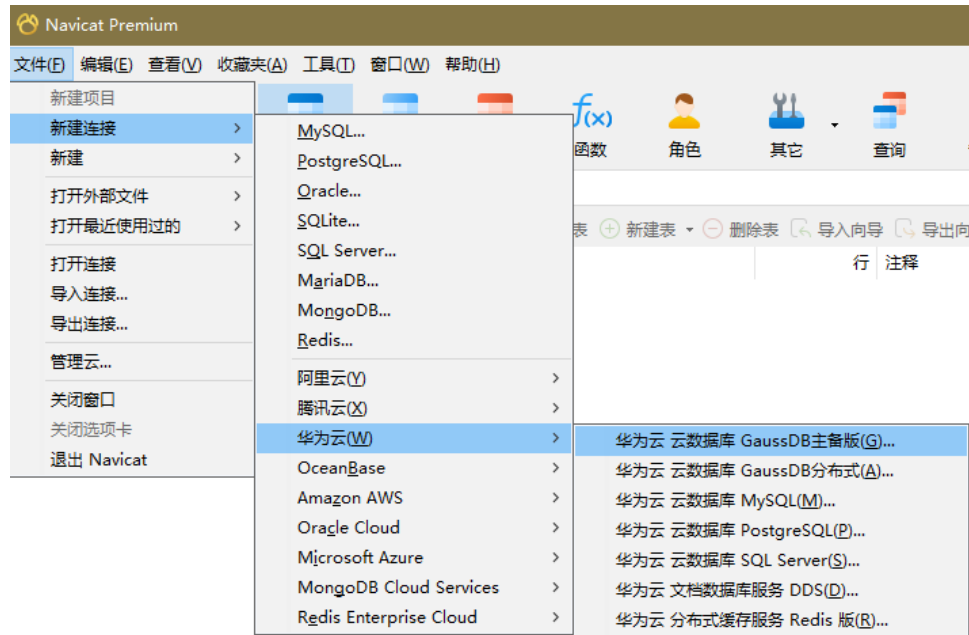 Navicat Premium
文件(F) 编辑(E) 查看(V) 收藏夹(A) 工具(T) 窗口(W) 帮助(H)
新建项目
新建连接
新建
打开外部文件
打开最近使用过的
打开连接
导入连接...
导出连接...
管理云...
关闭窗口
关闭选项卡
退出 Navicat
MySQL...
PostgreSQL...
Oracle...
SQLite...
SQL Server...
MariaDB...
MongoDB...
Redis...
阿里云(Y)
腾讯云(X)
华为云(W)
OceanBase
Amazon AWS
Oracle Cloud
Microsoft Azure
MongoDB Cloud Services
Redis Enterprise Cloud
华为云 云数据库 GaussDB主备版(G)...
华为云 云数据库 GaussDB分布式(A)...
华为云 云数据库 MySQL(M)...
华为云 云数据库 PostgreSQL(P)...
华为云 云数据库 SQL Server(S)...
华为云 文档数据库服务 DDS(D)...
华为云 分布式缓存服务 Redis 版(R)...
f(x)
函数 角色 其它 查询
表 新建表 删除表 导入向导 导出向
行 注释